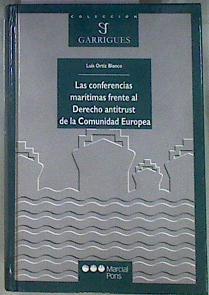 COLECCIÓN
GARRIGUES
Luis Ortiz Blanco
Las conferencias
marítimas frente al
Derecho antitrust
de la Comunidad Europea
Marcial
Pons